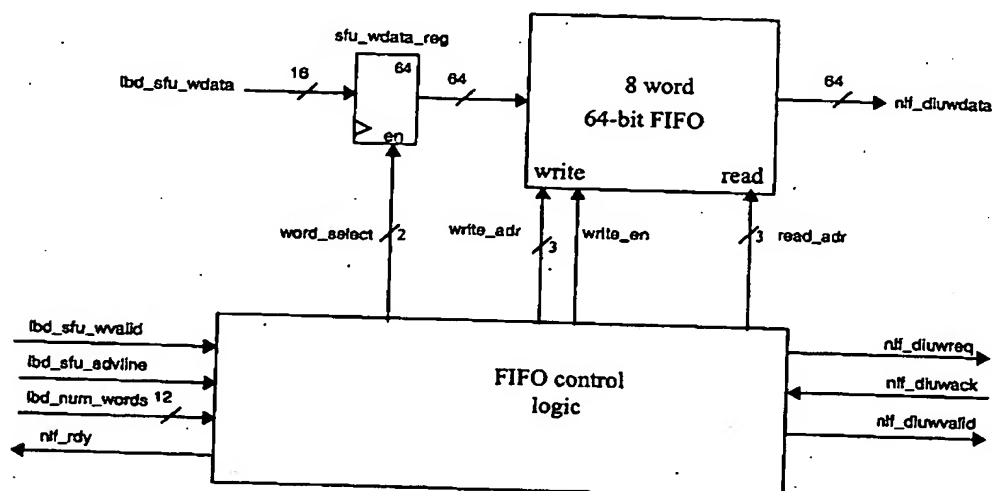 sfu_wdata_reg
lbd_sfu_wdata
16
64
64
8 word
64-bit FIFO
64
nlf_diuwdata
en
write
read
word_select
2
write_adr
3
write_en
3
read_adr
lbd_sfu_wvalid
lbd_sfu_advline
lbd_num_words
12
nlf_rdy
FIFO control
logic
nlf_diuwreq
nlf_diuwack
nlf_diuwvalid